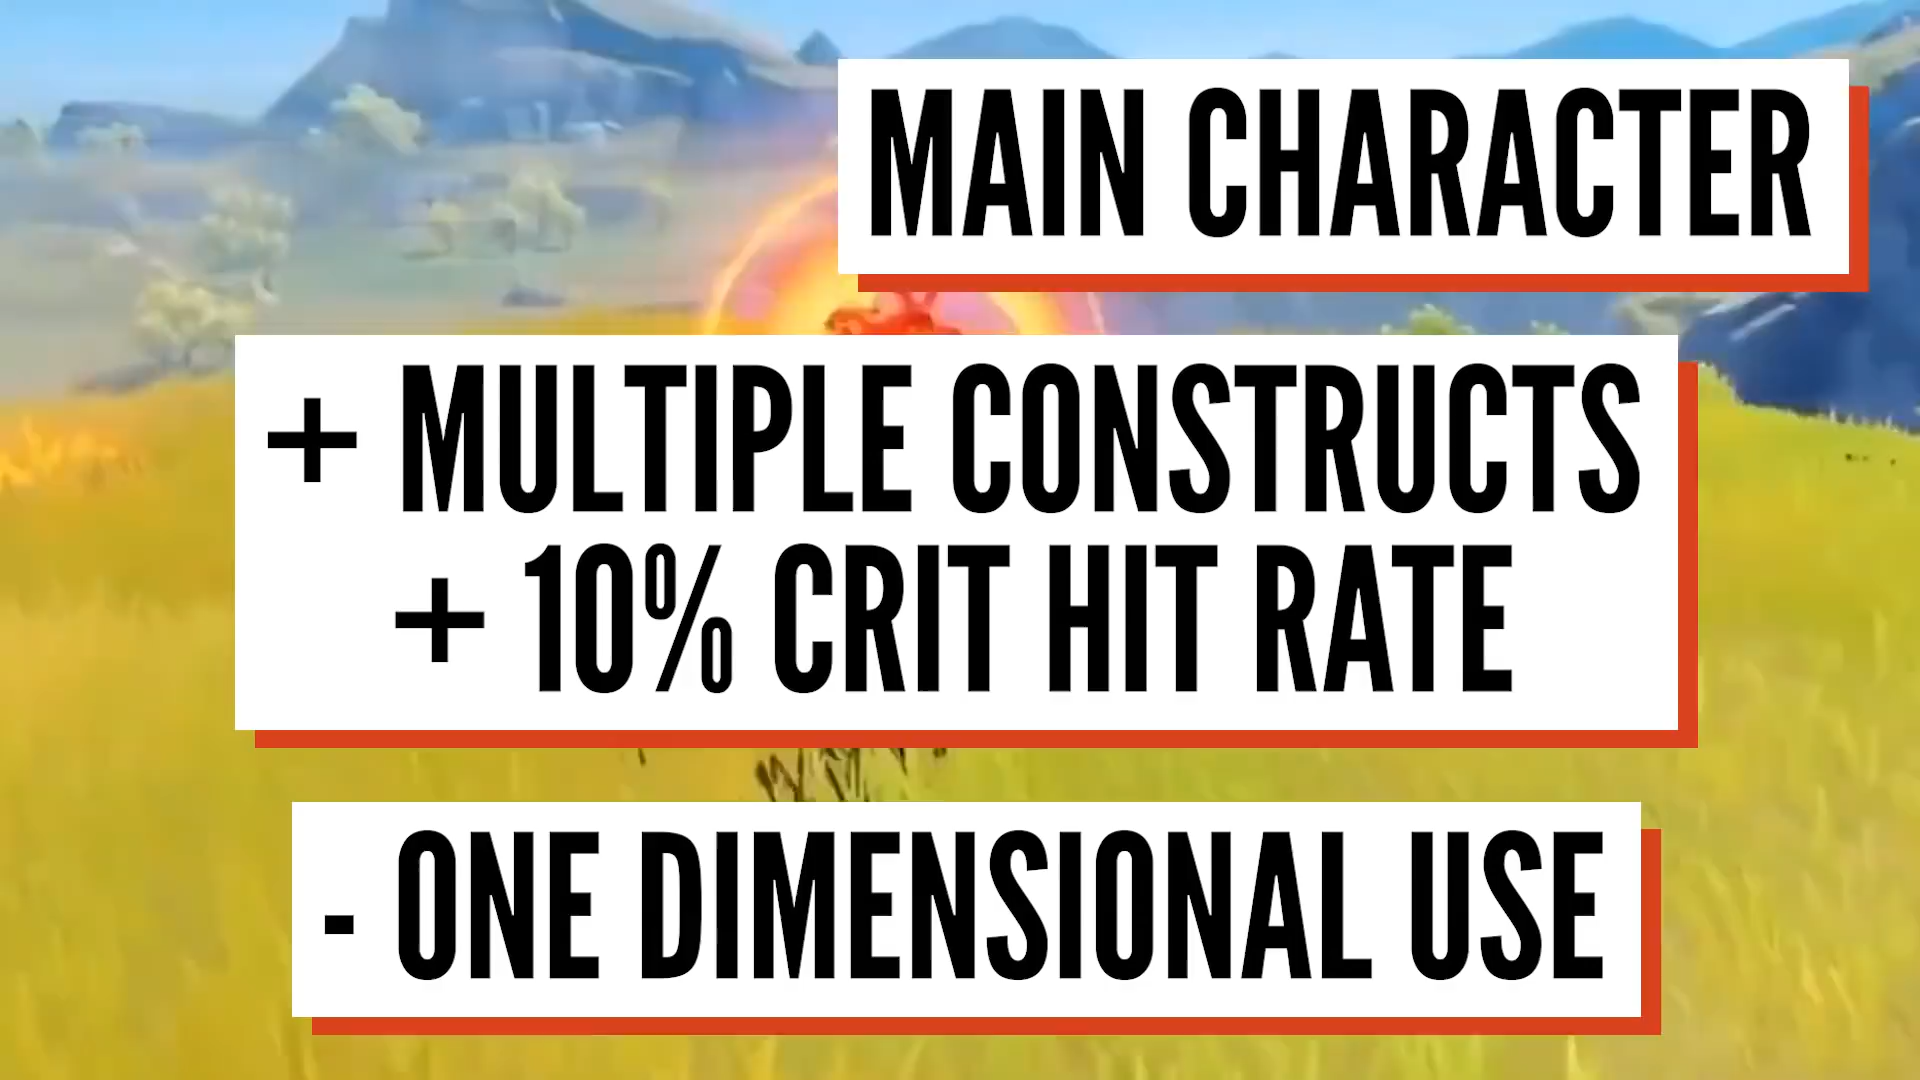 MAIN CHARACTER
+ MULTIPLE CONSTRUCTS
+ 10% CRIT HIT RATE
- ONE DIMENSIONAL USE